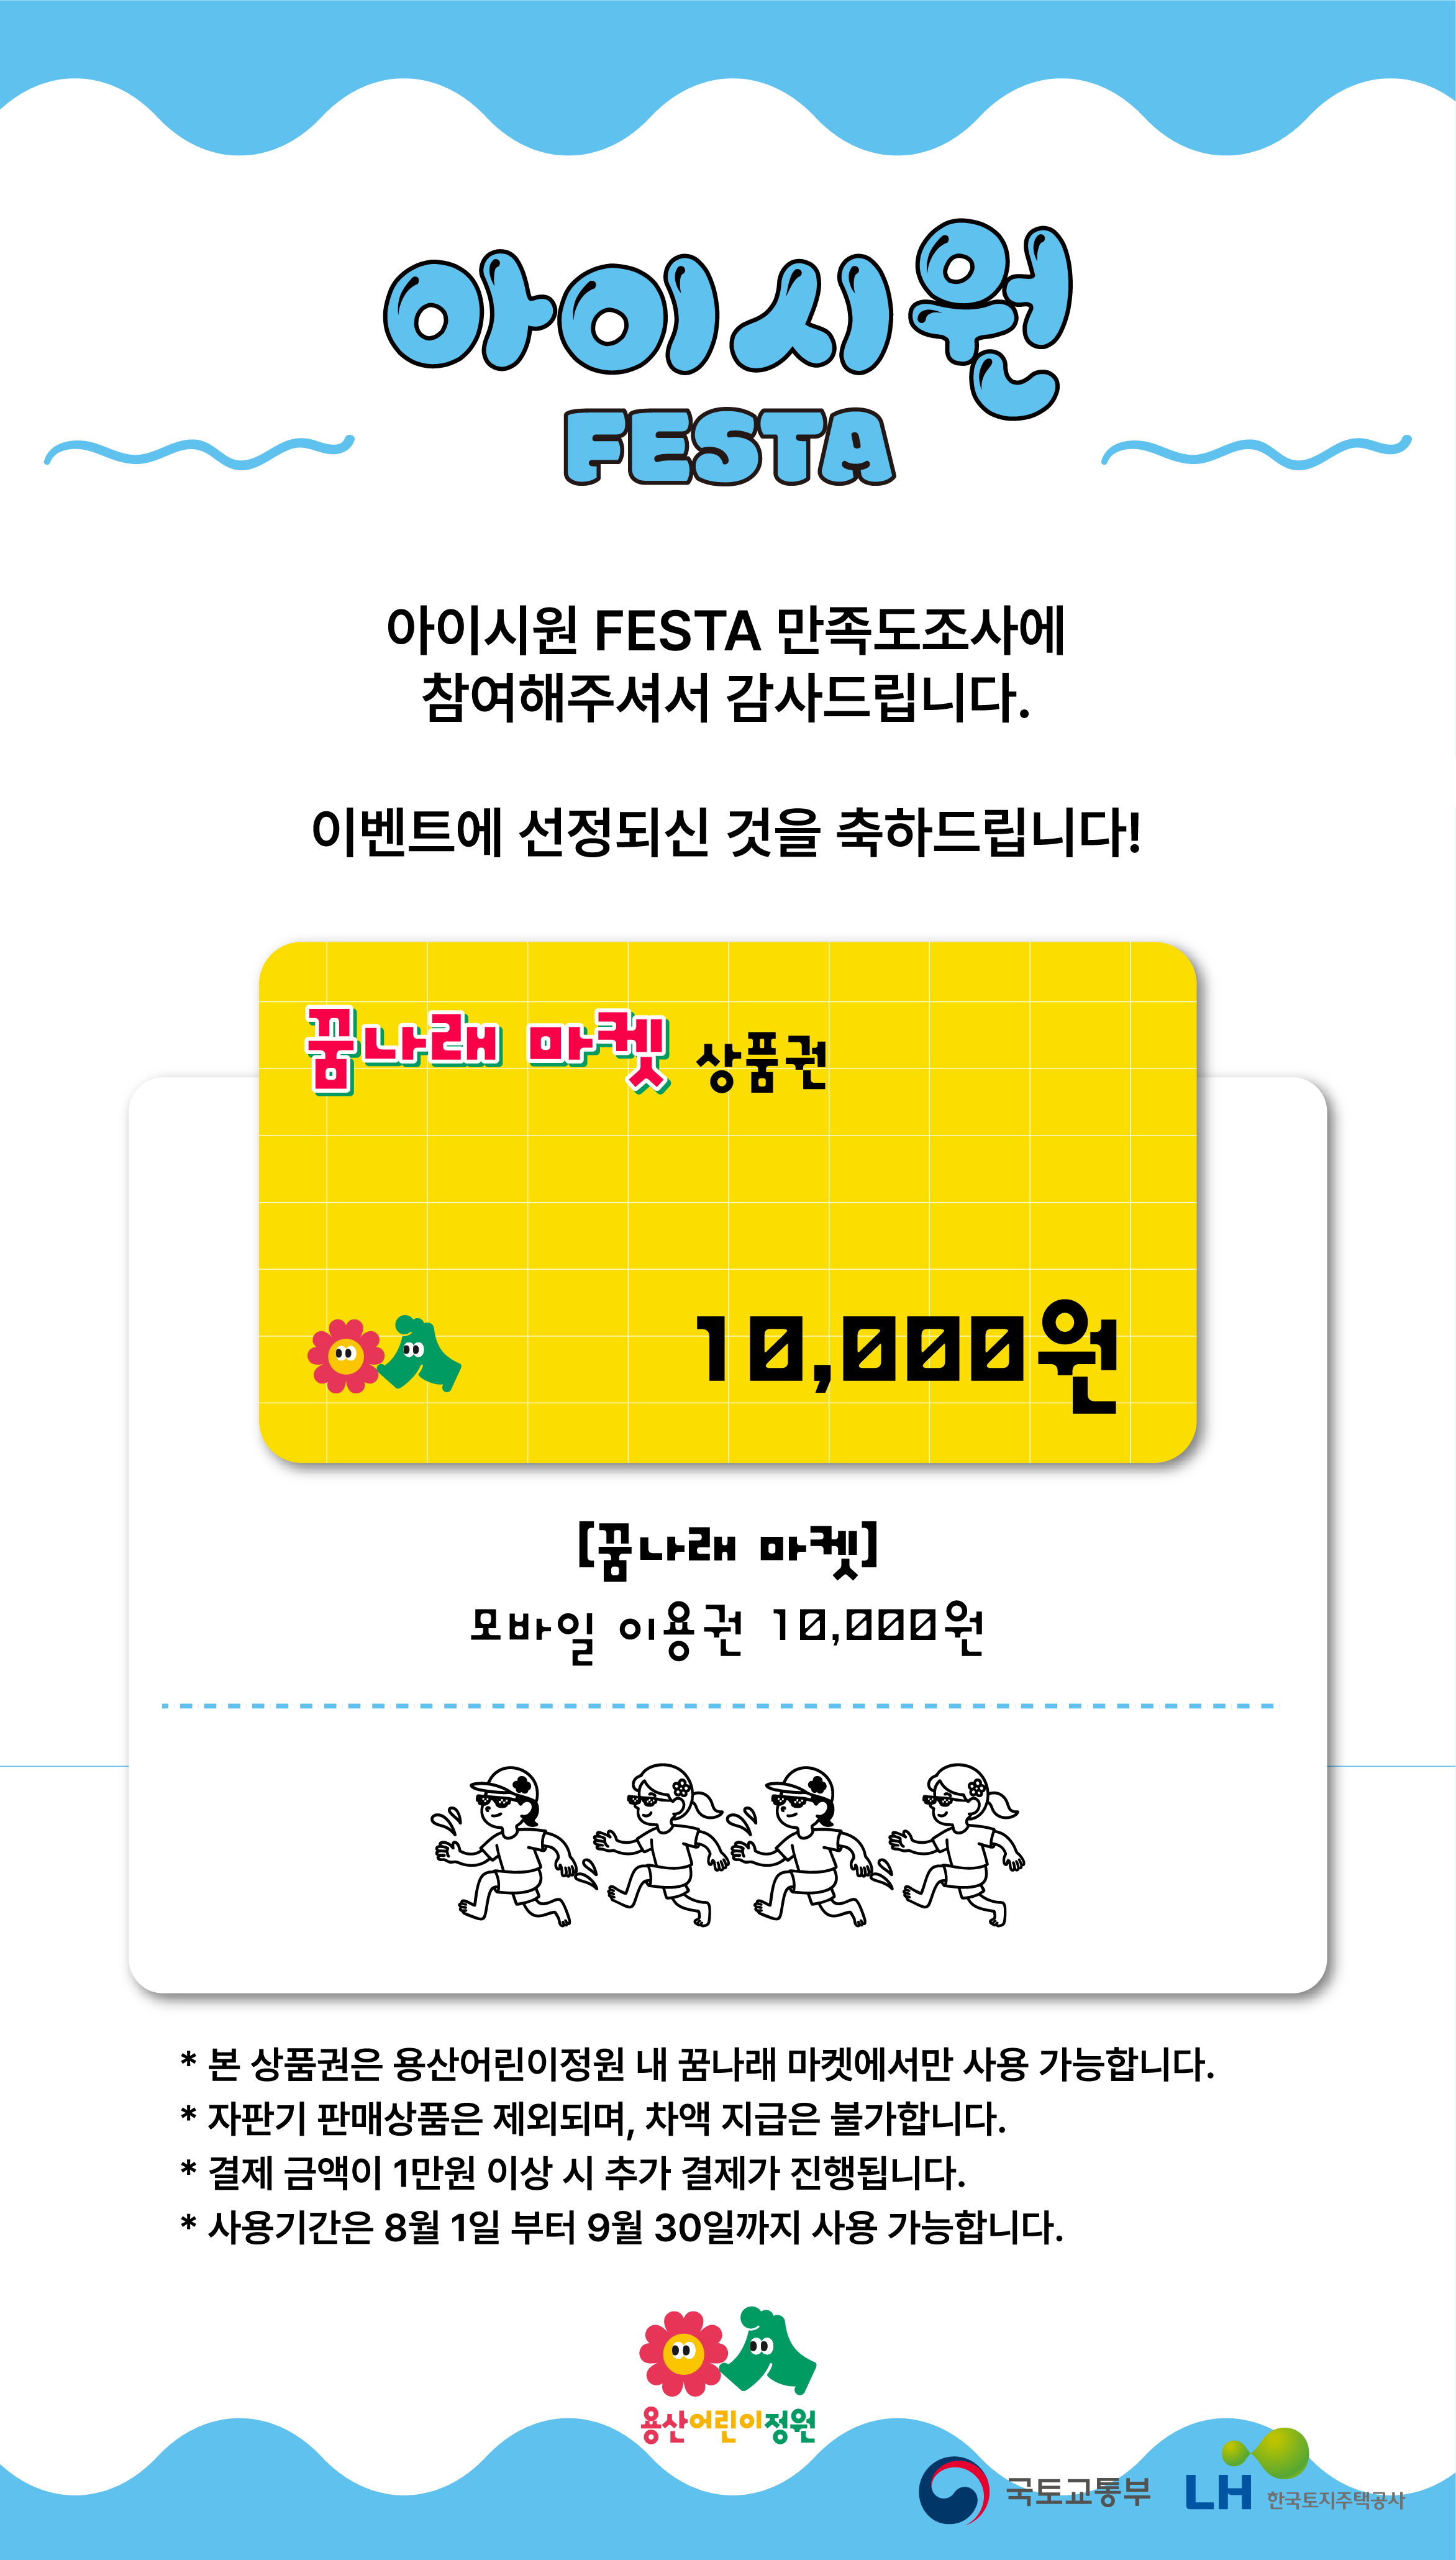 아이시원
FESTA
아이시원 FESTA 만족도조사에
참여해주셔서 감사드립니다.
이벤트에 선정되신 것을 축하드립니다!
꿈나래 마켓 상품권
10,000원
[꿈나래 마켓]
모바일 이용권 10,000원
* 본 상품권은 용산어린이정원 내 꿈나래 마켓에서만 사용 가능합니다.
* 자판기 판매상품은 제외되며, 차액 지급은 불가합니다.
* 결제 금액이 1만원 이상 시 추가 결제가 진행됩니다.
* 사용기간은 8월 1일 부터 9월 30일까지 사용 가능합니다.
용산어린이정원
국토교통부
LH 한국토지주택공사